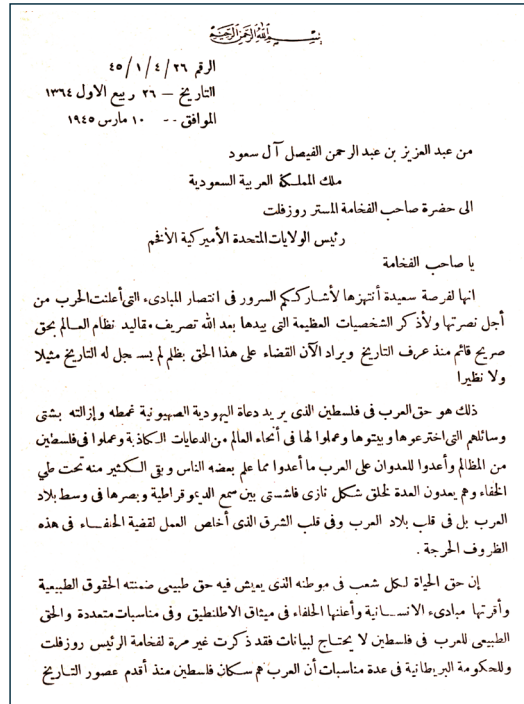 بسم الله الرحمن الرحيم
الرقم ٤٥/١/٤/٢٦
التاريخ – ٢٦ ربيع الاول ١٣٦٤
الموافق -- ١٠ مارس ١٩٤٥
من عبد العزيز بن عبد الرحمن الفيصل آل سعود
ملك المملكة العربية السعودية
الى حضرة صاحب الفخامة المستر روزفلت
رئيس الولايات المتحدة الأميركية الأفخم
يا صاحب الفخامة
انها لفرصة سعيدة أنتهزها لأشارككم السرور فى انتصار المبادىء التى أعلنت الحرب من
أجل نصرتها ولأذكر الشخصيات العظيمة التى بيدها بعد الله تصريف مقاليد نظام العالم بحق
صريح قائم منذ عرف التاريخ ويراد الآن القضاء على هذا الحق بظلم لم يسجل له التاريخ مثيلا
ولا نظيرا
ذلك هو حق العرب فى فلسطين الذى يريد دعاة اليهودية الصهيونية غمطه وإزالته بشتى
وسائلهم التى اخترعوها وبيتوها وعملوا لها فى أنحاء العالم من الدعايات الكاذبة وعملوا فى فلسطين
من المظالم وأعدوا للعدوان على العرب ما أعدوا مما علم بعضه الناس وبقى الكثير منه تحت طي
الخفاء وهم يعدون العدة لخلق شكل نازى فاشستى بين سمع الديموقراطية وبصرها فى وسط بلاد
العرب بل فى قلب بلاد العرب وفى قلب الشرق الذى أخلص العمل لقضية الحلفاء فى هذه
الظروف الحرجة .
إن حق الحياة لكل شعب فى موطنه الذى يعيش فيه حق طبيعى ضمنته الحقوق الطبيعية
وأقرتها مبادىء الانسانية وأعلنها الحلفاء فى ميثاق الاطلنطيق وفى مناسبات متعددة والحق
الطبيعى للعرب فى فلسطين لا يحتاج لبيانات فقد ذكرت غير مرة لفخامة الرئيس روزفلت
وللحكومة البريطانية فى عدة مناسبات أن العرب هم سكان فلسطين منذ أقدم عصور التاريخ